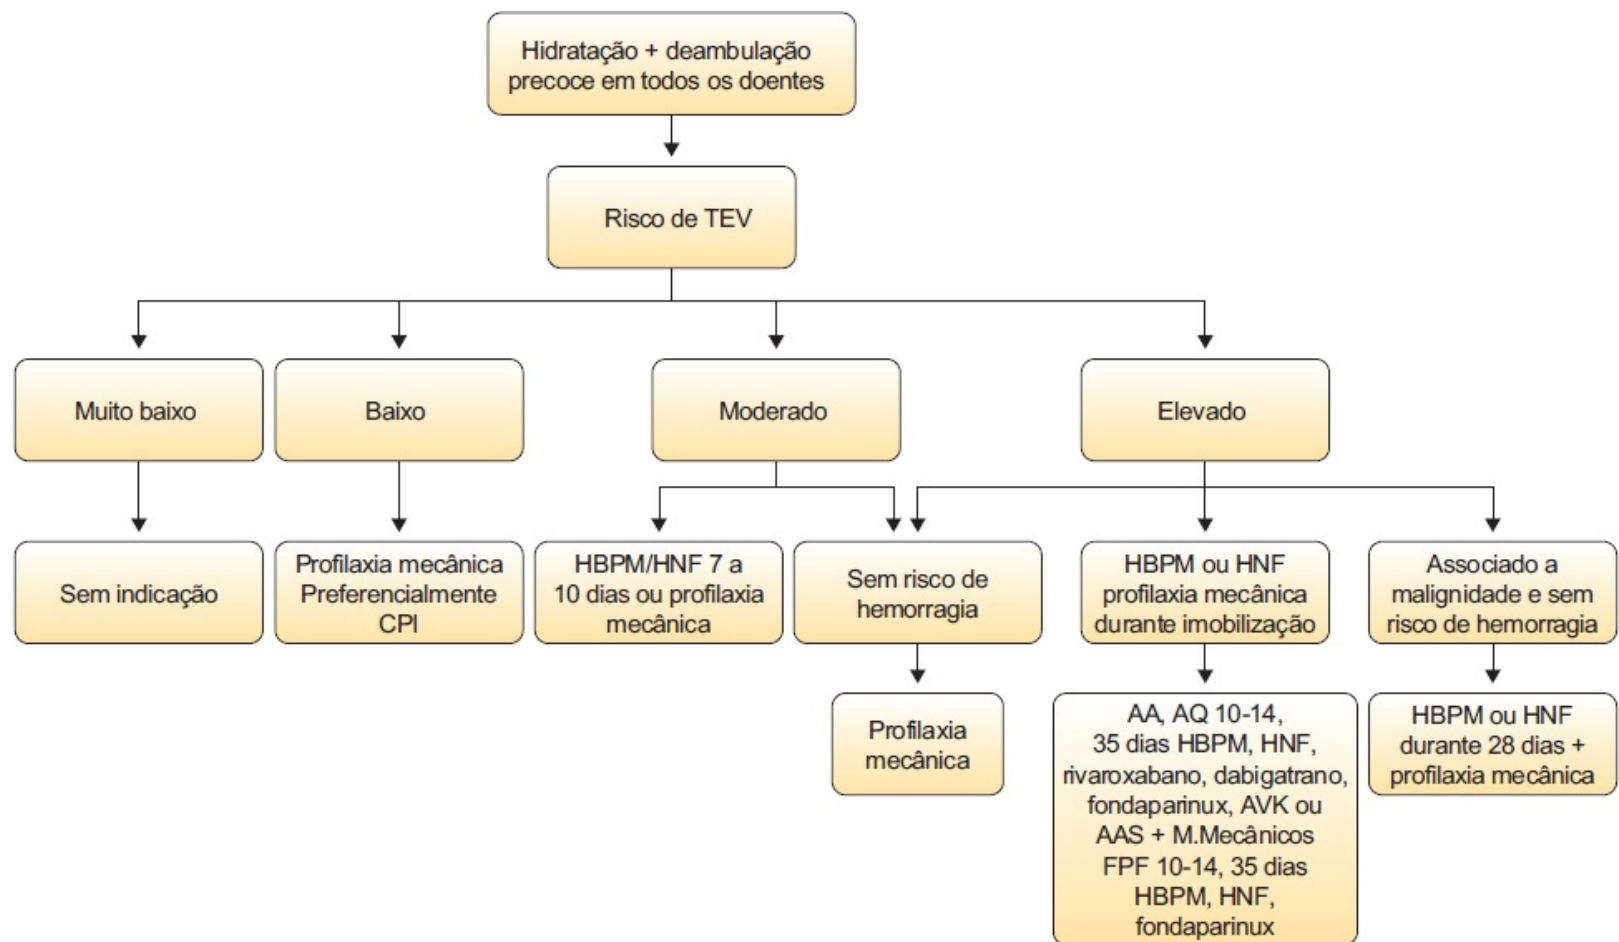 Hidratação + deambulação
precoce em todos os doentes
Risco de TEV
Muito baixo
Baixo
Moderado
Elevado
Sem indicação
Profilaxia mecânica
Preferencialmente
CPI
HBPM/HNF 7 a
10 dias ou profilaxia
mecânica
Sem risco de
hemorragia
HBPM ou HNF
profilaxia mecânica
durante imobilização
Associado a
malignidade e sem
risco de hemorragia
Profilaxia
mecânica
AA, AQ 10-14,
35 dias HBPM, HNF,
rivaroxabano, dabigatrano,
fondaparinux, AVK ou
AAS + M.Mecânicos
FPF 10-14, 35 dias
HBPM, HNF,
fondaparinux
HBPM ou HNF
durante 28 dias +
profilaxia mecânica